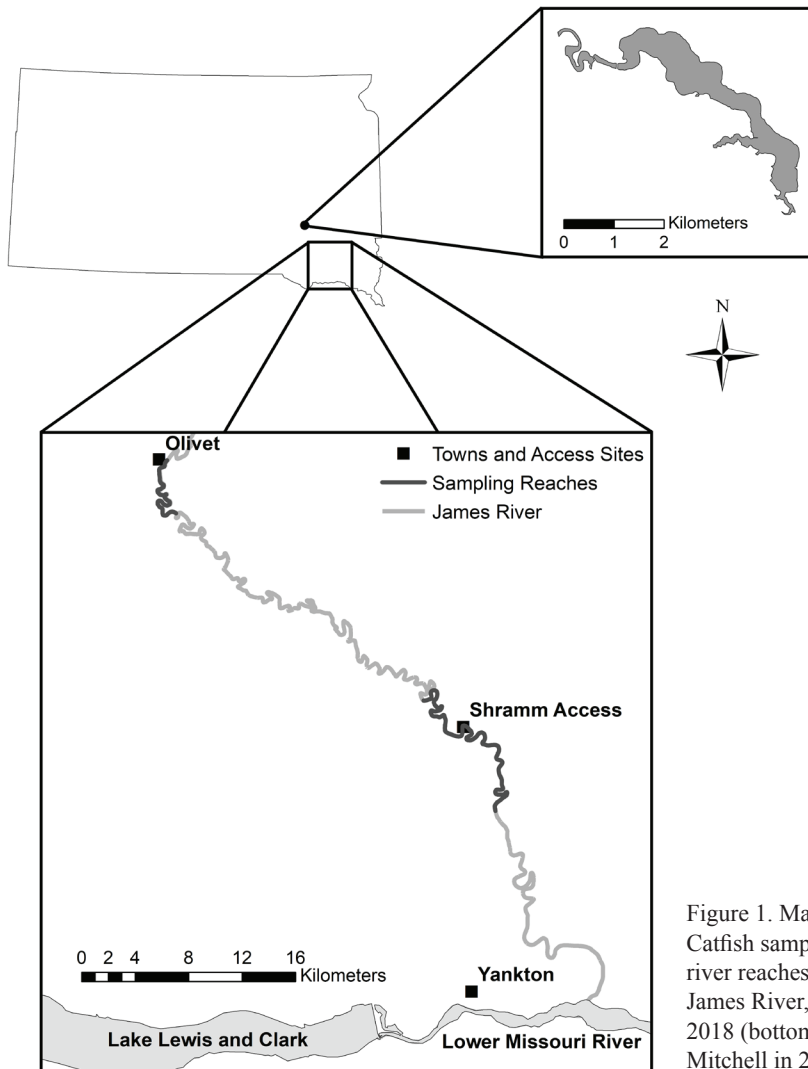 Kilometers
0 1 2
N
Olivet
Towns and Access Sites
Sampling Reaches
James River
Shramm Access
0 2 4 8 12 16
Kilometers
Yankton
Lake Lewis and Clark
Lower Missouri River
Figure 1. Ma
Catfish samp
river reaches
James River,
2018 (bottom
Mitchell in 2